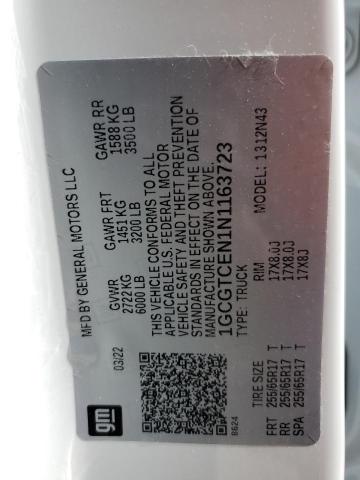 MFD BY GENERAL MOTORS LLC
03/22
GVWR
2722KG
6000 LB
GAWR FRT
1451 KG
3200 LB
GAWR RR
1588 KG
3500 LB
THIS VEHICLE CONFORMS TO ALL
APPLICABLE U.S. FEDERAL MOTOR
VEHICLE SAFETY AND THEFT PREVENTION
STANDARDS IN EFFECT ON THE DATE OF
MANUFACTURE SHOWN ABOVE.
1GCGTCEN1N1163723
TYPE: TRUCK
MODEL: 1312N43
gm
8624
TIRE SIZE RIM
FRT 255/65R17 T 17X8.0J
RR 255/65R17 T 17X8.0J
SPA 255/65R17 T 17X8J